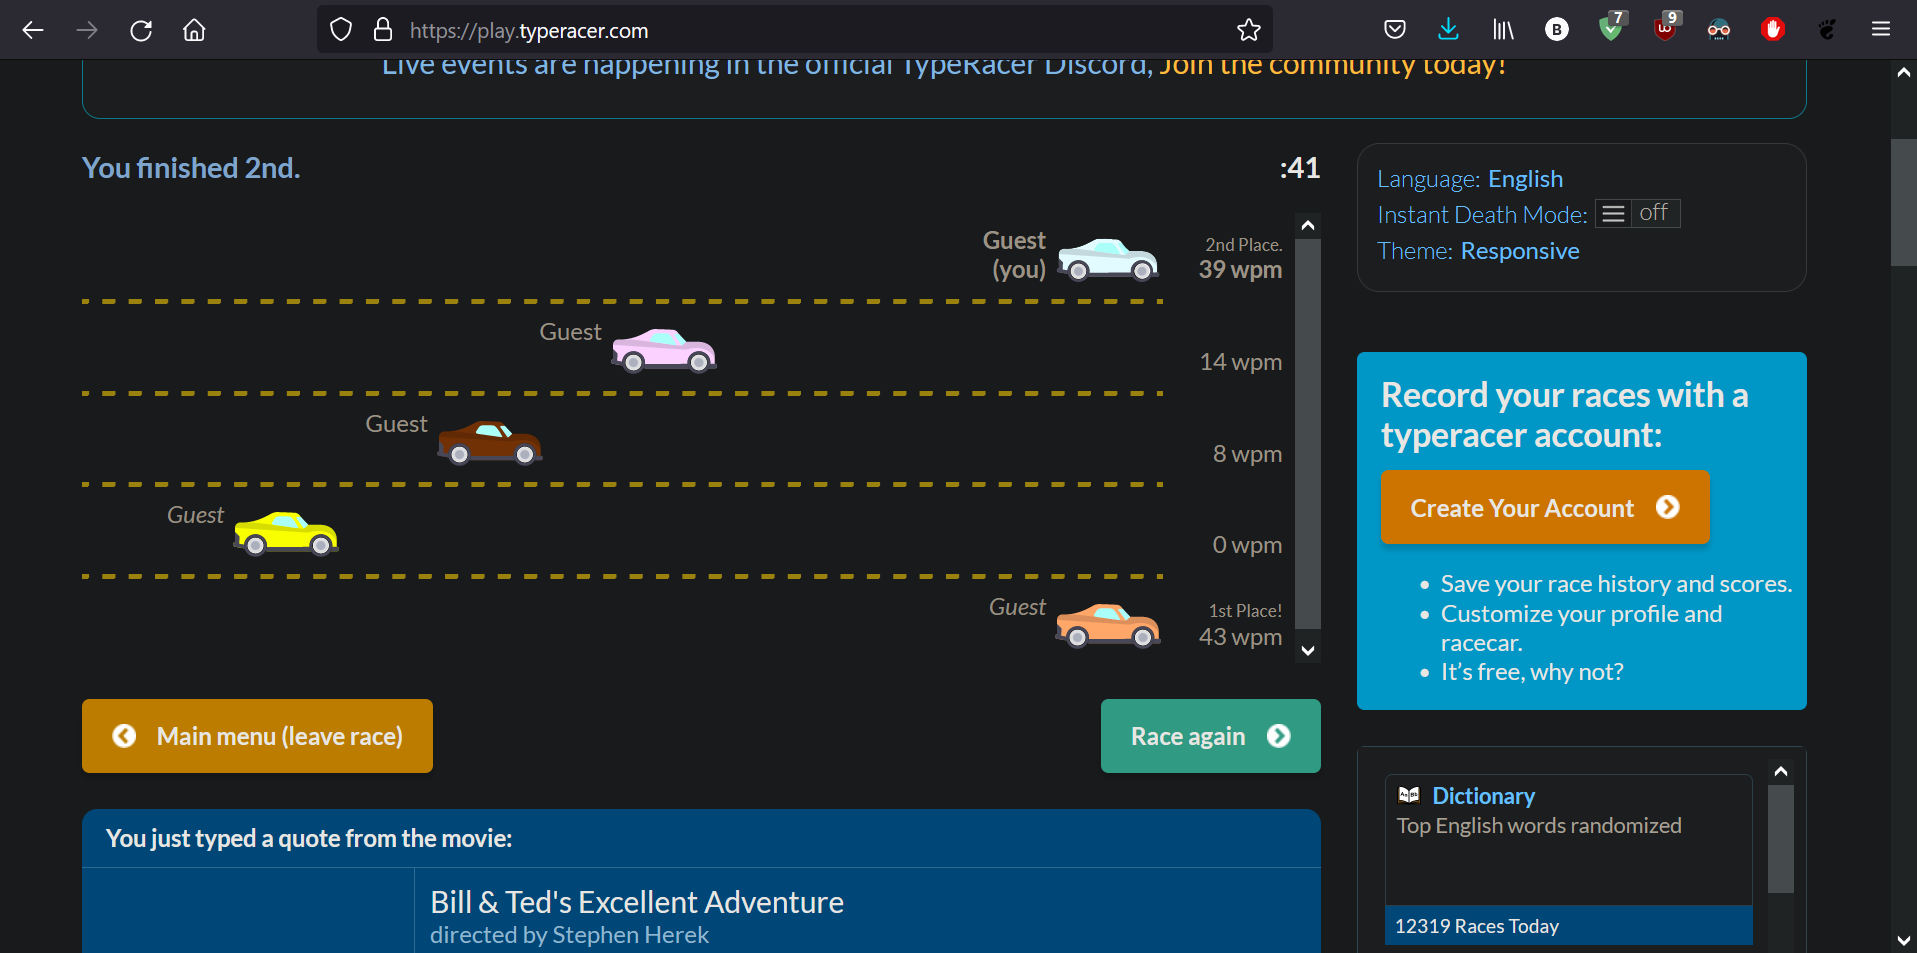 https://play.typeracer.com
B
7
9
Live events are happening in the official TypeRacer Discord, Join the community today!
You finished 2nd.
:41
Guest
(you)
2nd Place.
39 wpm
Guest
14 wpm
Guest
8 wpm
Guest
0 wpm
Guest
1st Place!
43 wpm
Main menu (leave race)
Race again
You just typed a quote from the movie:
Bill & Ted's Excellent Adventure
directed by Stephen Herek
Language: English
Instant Death Mode: off
Theme: Responsive
Record your races with a
typeracer account:
Create Your Account
• Save your race history and scores.
• Customize your profile and
racecar.
• It’s free, why not?
Dictionary
Top English words randomized
12319 Races Today